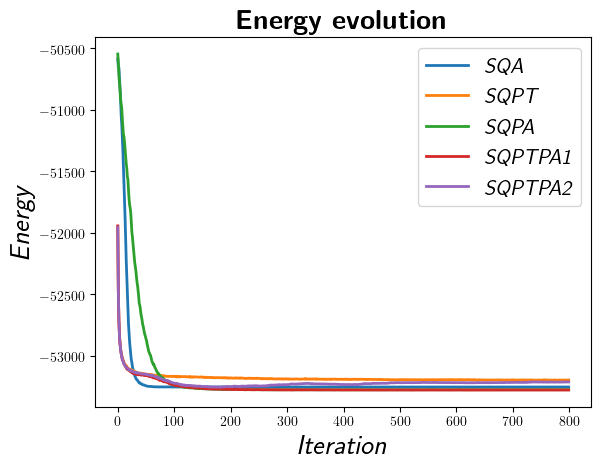 Energy evolution
−50500
−51000
−51500
−52000
−52500
−53000
Energy
SQA
SQPT
SQPA
SQPTPA1
SQPTPA2
0 100 200 300 400 500 600 700 800
Iteration